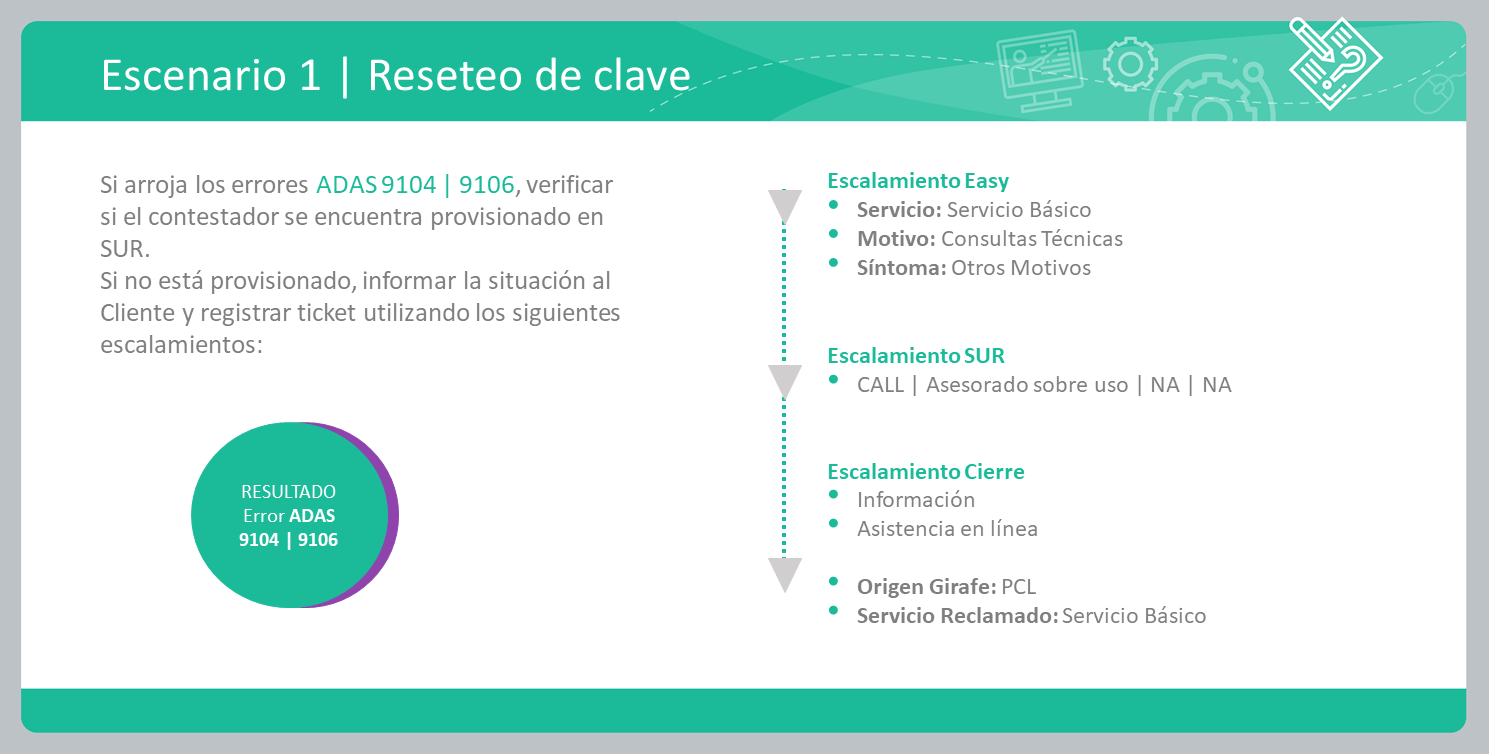 Escenario 1 | Reseteo de clave
Si arroja los errores ADAS 9104 | 9106, verificar
si el contestador se encuentra provisionado en
SUR.
Si no está provisionado, informar la situación al
Cliente y registrar ticket utilizando los siguientes
escalamientos:
RESULTADO
Error ADAS
9104 | 9106
Escalamiento Easy
• Servicio: Servicio Básico
• Motivo: Consultas Técnicas
• Síntoma: Otros Motivos
Escalamiento SUR
• CALL | Asesorado sobre uso | NA | NA
Escalamiento Cierre
• Información
• Asistencia en línea
• Origen Girafe: PCL
• Servicio Reclamado: Servicio Básico